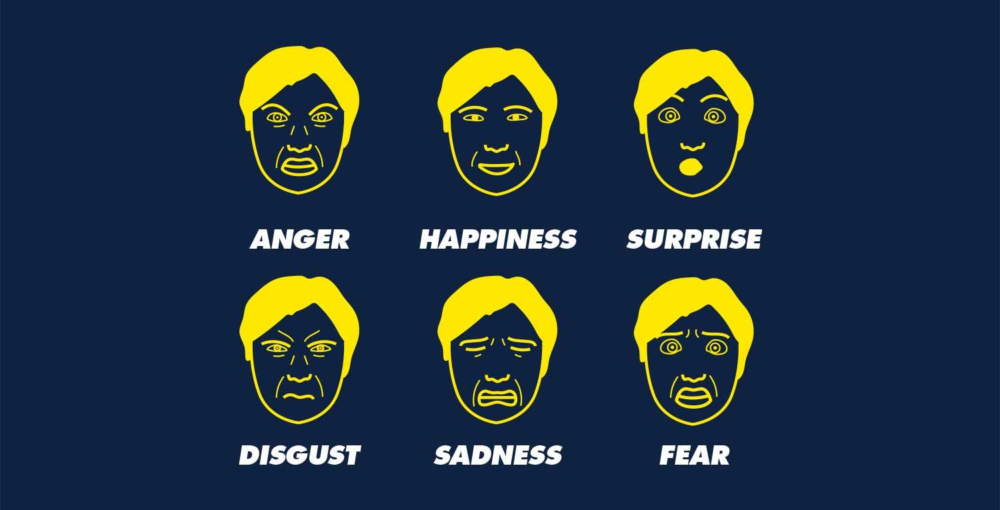 ANGER HAPPINESS SURPRISE
DISGUST SADNESS FEAR